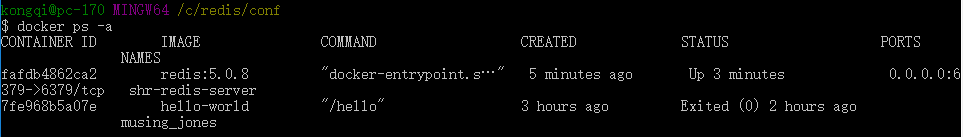 kongqi@pc-170 MINGW64 /c/redis/conf
$ docker ps -a
CONTAINER ID IMAGE COMMAND CREATED STATUS PORTS
NAMES
fafdb4862ca2 redis:5.0.8 "docker-entrypoint.s…" 5 minutes ago Up 3 minutes 0.0.0.0:6
379->6379/tcp shr-redis-server
7fe968b5a07e hello-world "/hello" 3 hours ago Exited (0) 2 hours ago
musing_jones